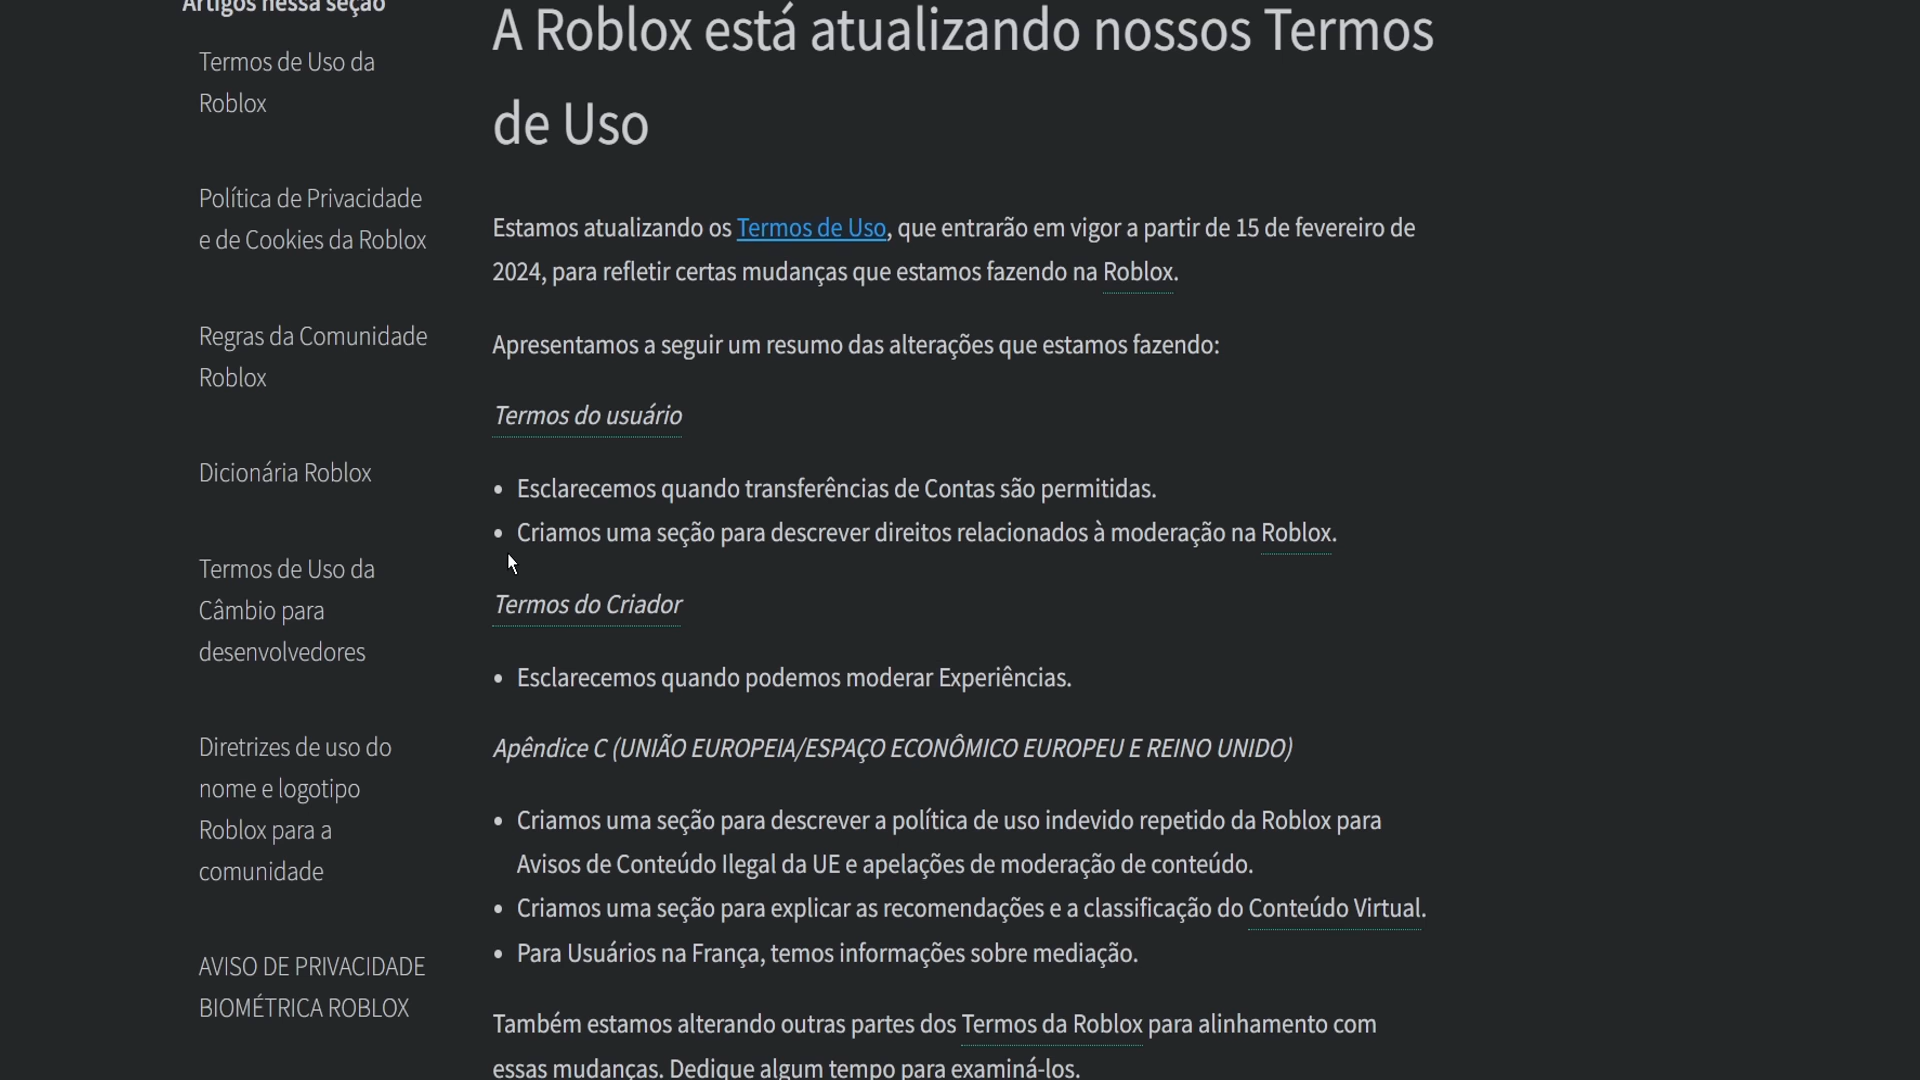 Artigos nessa seção
Termos de Uso da
Roblox
Política de Privacidade
e de Cookies da Roblox
Regras da Comunidade
Roblox
Dicionária Roblox
Termos de Uso da
Câmbio para
desenvolvedores
Diretrizes de uso do
nome e logotipo
Roblox para a
comunidade
AVISO DE PRIVACIDADE
BIOMÉTRICA ROBLOX
A Roblox está atualizando nossos Termos
de Uso
Estamos atualizando os Termos de Uso, que entrarão em vigor a partir de 15 de fevereiro de
2024, para refletir certas mudanças que estamos fazendo na Roblox.
Apresentamos a seguir um resumo das alterações que estamos fazendo:
Termos do usuário
• Esclarecemos quando transferências de Contas são permitidas.
• Criamos uma seção para descrever direitos relacionados à moderação na Roblox.
Termos do Criador
• Esclarecemos quando podemos moderar Experiências.
Apêndice C (UNIÃO EUROPEIA/ESPAÇO ECONÔMICO EUROPEU E REINO UNIDO)
• Criamos uma seção para descrever a política de uso indevido repetido da Roblox para
Avisos de Conteúdo Ilegal da UE e apelações de moderação de conteúdo.
• Criamos uma seção para explicar as recomendações e a classificação do Conteúdo Virtual.
• Para Usuários na França, temos informações sobre mediação.
Também estamos alterando outras partes dos Termos da Roblox para alinhamento com
essas mudanças. Dedique algum tempo para examiná-los.